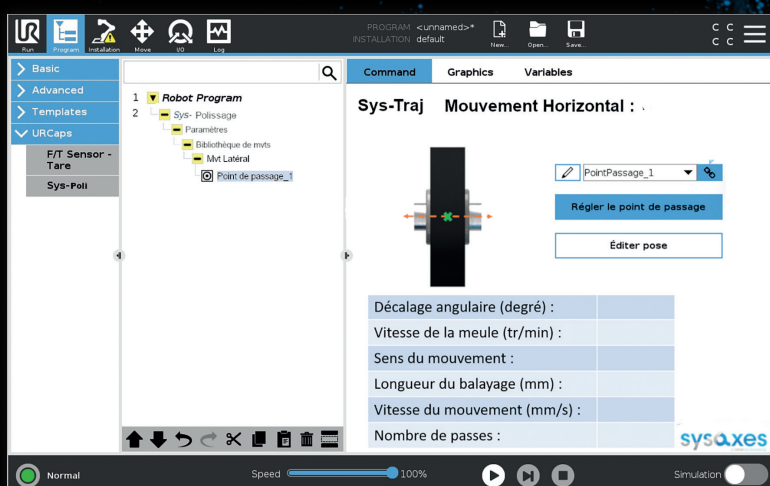 UR
PROGRAM <unnamed>*
INSTALLATION default
Run Program Installation Move I/O Log
New... Open... Save...
C C
C C
Basic
Advanced
Templates
URCaps
F/T Sensor -
Tare
Sys-Poli
1 Robot Program
2 Sys- Polissage
Paramètres
Bibliothèque de mvts
Mvt Latéral
Point de passage_1
Command Graphics Variables
Sys-Traj Mouvement Horizontal :
PointPassage_1
Régler le point de passage
Éditer pose
Décalage angulaire (degré) :
Vitesse de la meule (tr/min) :
Sens du mouvement :
Longueur du balayage (mm) :
Vitesse du mouvement (mm/s) :
Nombre de passes :
sysaxes
Normal
Speed 100%
Simulation